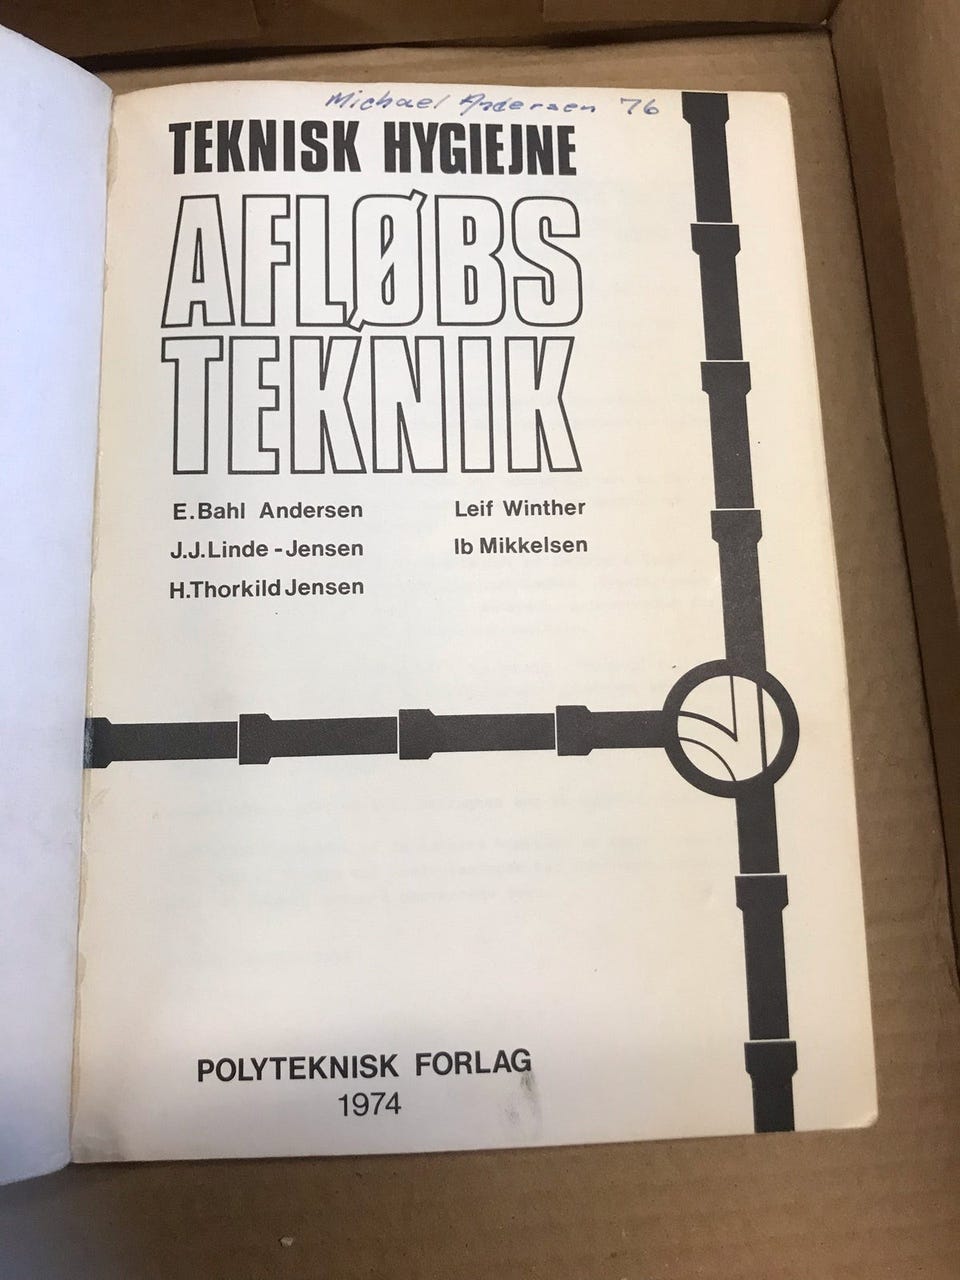 Michael Andersen 76
TEKNISK HYGIEJNE
AFLØBS
TEKNIK
E.Bahl Andersen
J.J.Linde-Jensen
H.Thorkild Jensen
Leif Winther
Ib Mikkelsen
POLYTEKNISK FORLAG
1974